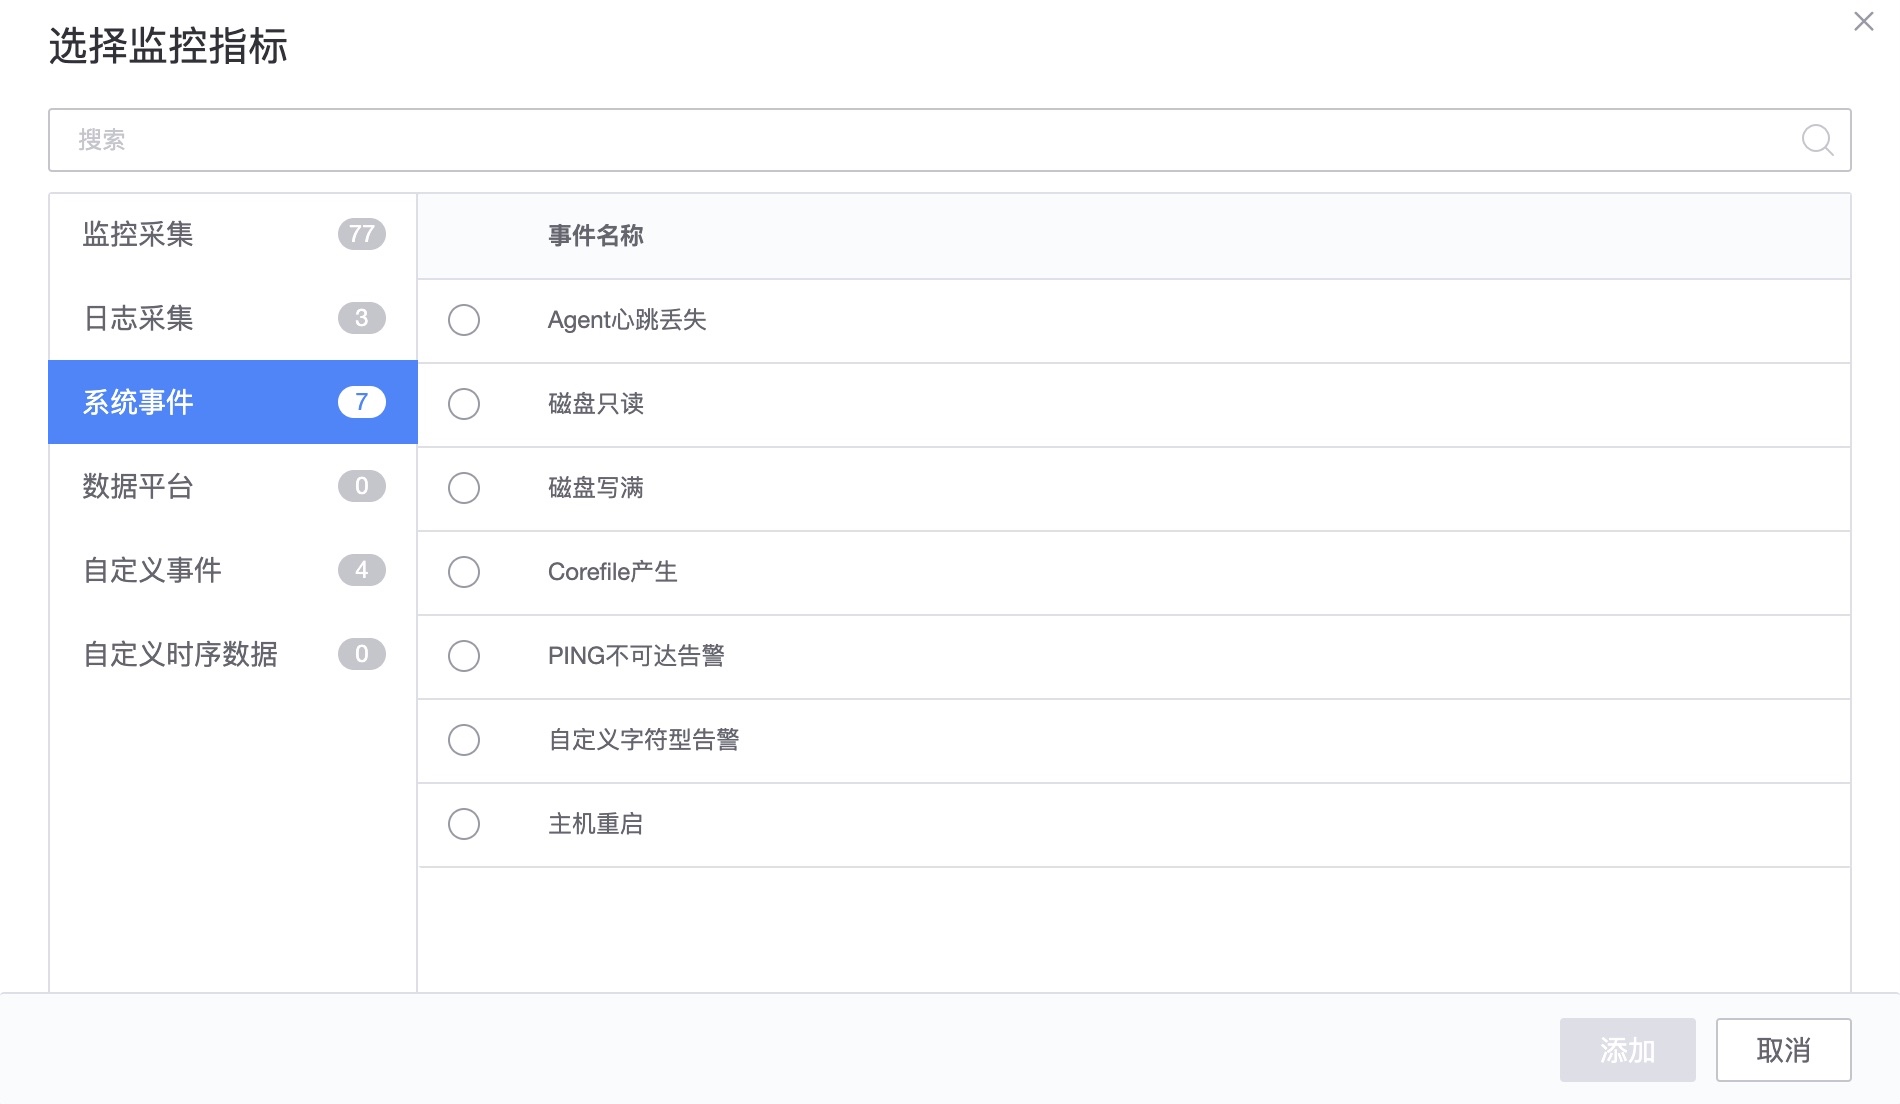 选择监控指标
搜索
监控采集 77
日志采集 3
系统事件 7
数据平台 0
自定义事件 4
自定义时序数据 0
事件名称
Agent心跳丢失
磁盘只读
磁盘写满
Corefile产生
PING不可达告警
自定义字符型告警
主机重启
添加 取消